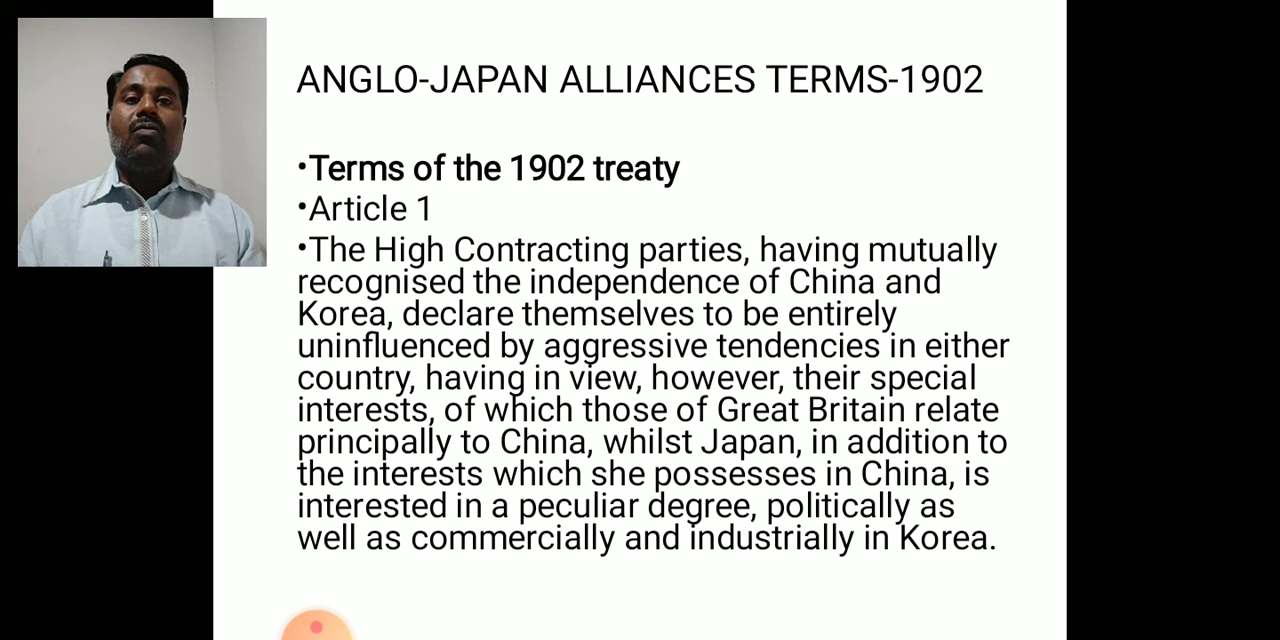 ANGLO-JAPAN ALLIANCES TERMS-1902
•Terms of the 1902 treaty
•Article 1
•The High Contracting parties, having mutually
recognised the independence of China and
Korea, declare themselves to be entirely
uninfluenced by aggressive tendencies in either
country, having in view, however, their special
interests, of which those of Great Britain relate
principally to China, whilst Japan, in addition to
the interests which she possesses in China, is
interested in a peculiar degree, politically as
well as commercially and industrially in Korea.